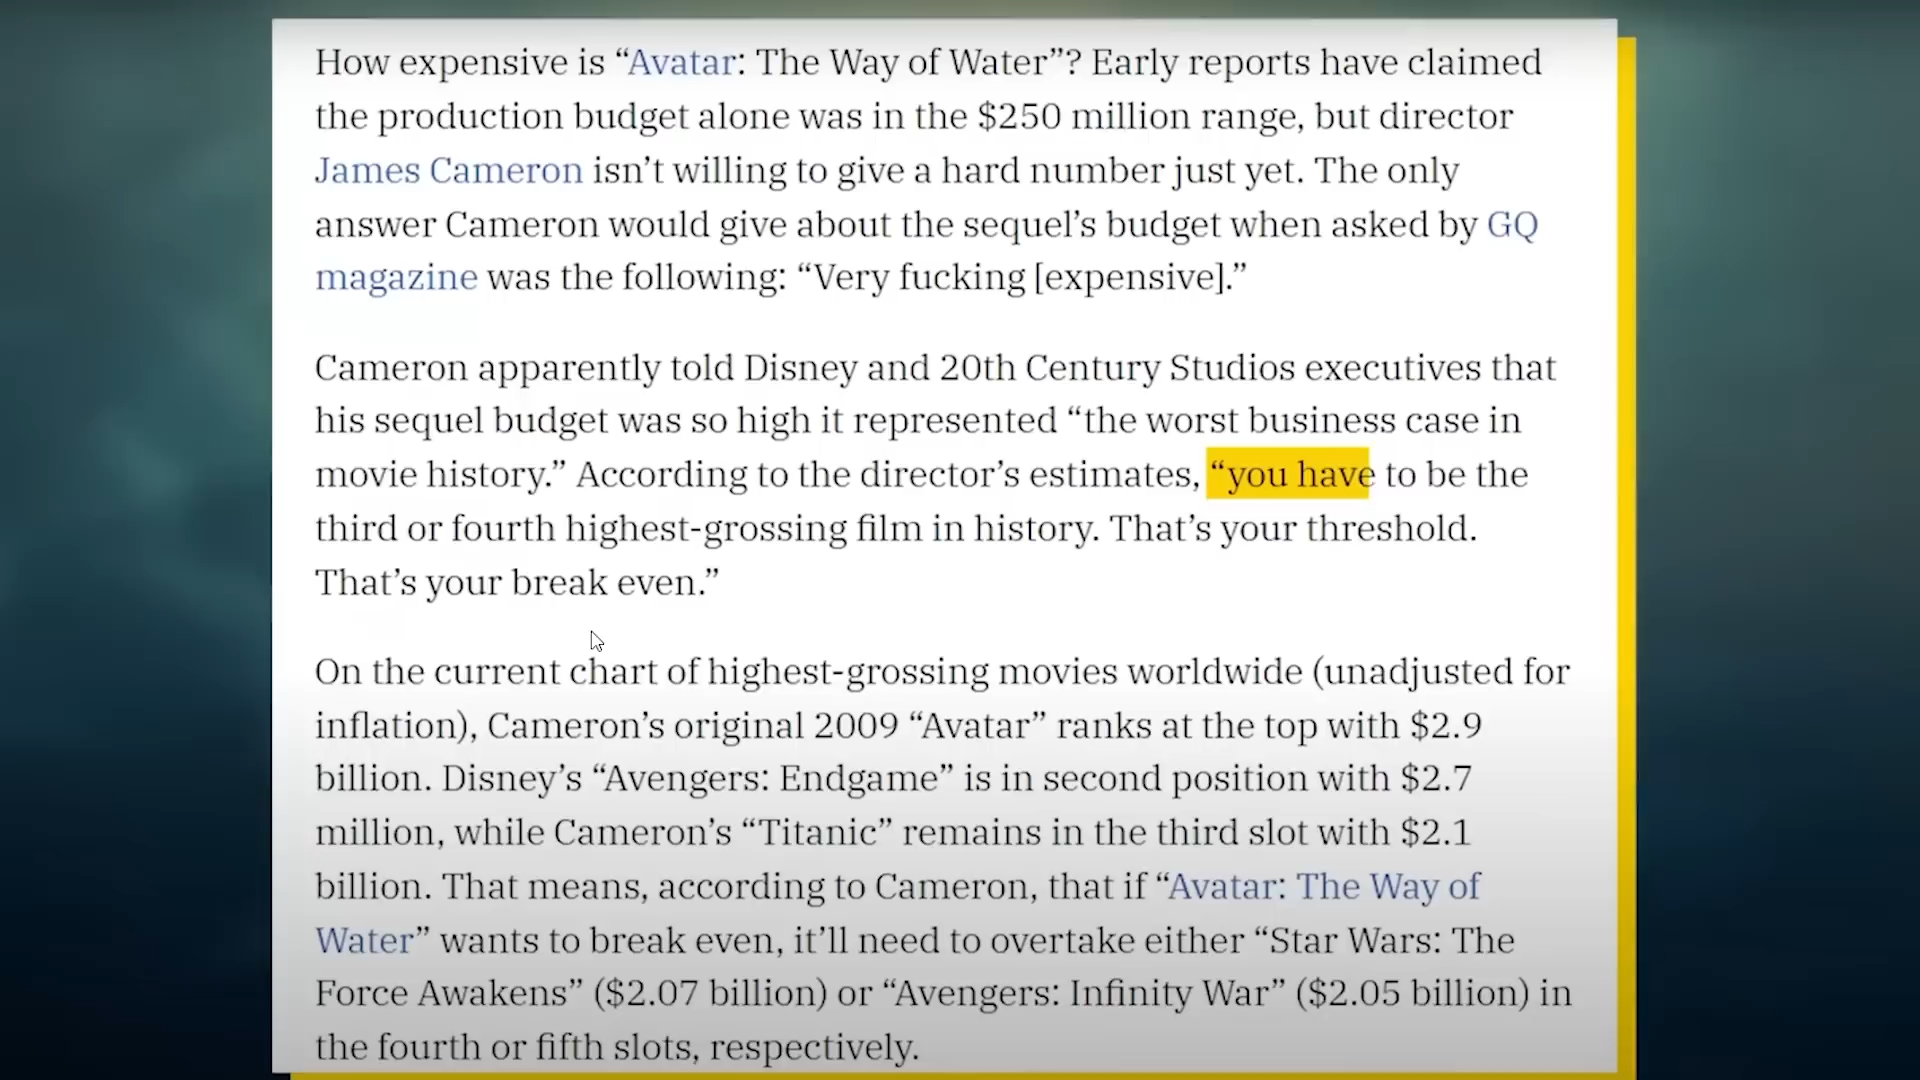 How expensive is “Avatar: The Way of Water”? Early reports have claimed
the production budget alone was in the $250 million range, but director
James Cameron isn’t willing to give a hard number just yet. The only
answer Cameron would give about the sequel’s budget when asked by GQ
magazine was the following: “Very fucking [expensive].”
Cameron apparently told Disney and 20th Century Studios executives that
his sequel budget was so high it represented “the worst business case in
movie history.” According to the director’s estimates, “you have to be the
third or fourth highest-grossing film in history. That’s your threshold.
That’s your break even.”
On the current chart of highest-grossing movies worldwide (unadjusted for
inflation), Cameron’s original 2009 “Avatar” ranks at the top with $2.9
billion. Disney’s “Avengers: Endgame” is in second position with $2.7
million, while Cameron’s “Titanic” remains in the third slot with $2.1
billion. That means, according to Cameron, that if “Avatar: The Way of
Water” wants to break even, it’ll need to overtake either “Star Wars: The
Force Awakens” ($2.07 billion) or “Avengers: Infinity War” ($2.05 billion) in
the fourth or fifth slots, respectively.